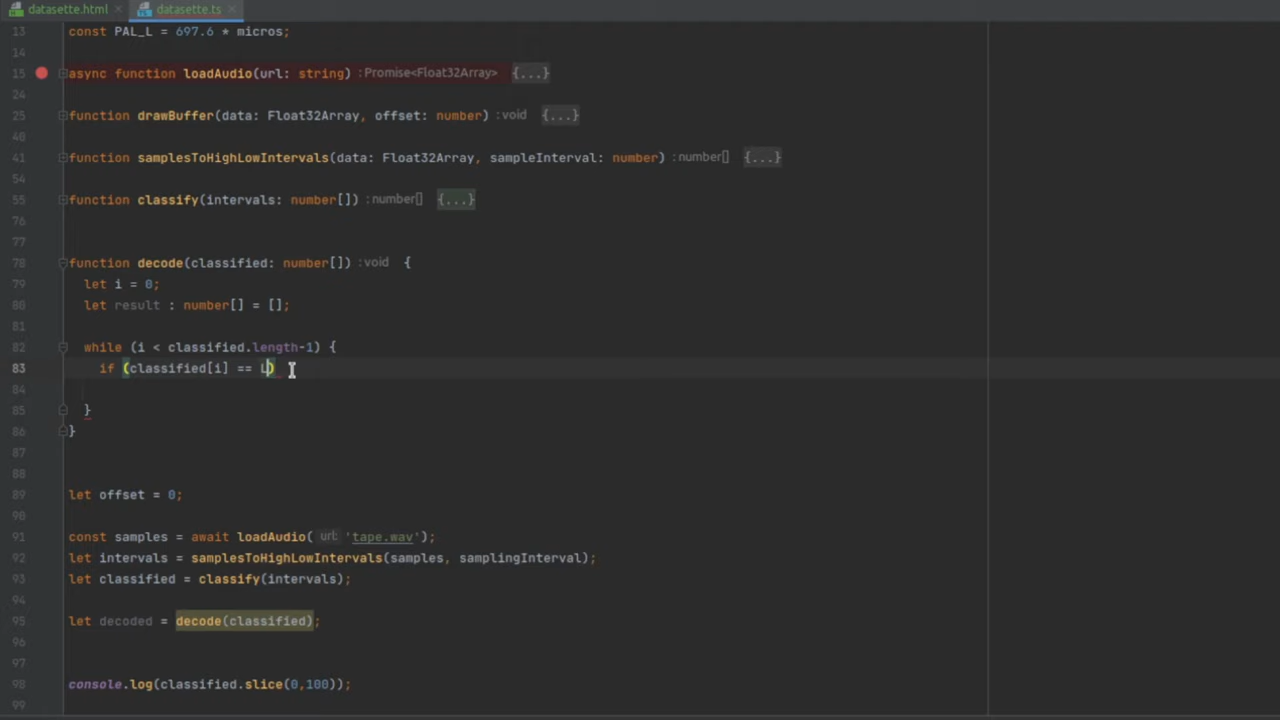 datasette.html
datasette.ts
13 const PAL_L = 697.6 * micros;
14
15 async function loadAudio(url: string) : Promise<Float32Array> {...}
24
25 function drawBuffer(data: Float32Array, offset: number) : void {...}
40
41 function samplesToHighLowIntervals(data: Float32Array, sampleInterval: number) : number[] {...}
54
55 function classify(intervals: number[]) : number[] {...}
76
77
78 function decode(classified: number[]) : void {
79 let i = 0;
80 let result : number[] = [];
81
82 while (i < classified.length-1) {
83 if (classified[i] == L)
84
85 }
86 }
87
88
89 let offset = 0;
90
91 const samples = await loadAudio( url: 'tape.wav');
92 let intervals = samplesToHighLowIntervals(samples, samplingInterval);
93 let classified = classify(intervals);
94
95 let decoded = decode(classified);
96
97
98 console.log(classified.slice(0,100));
99